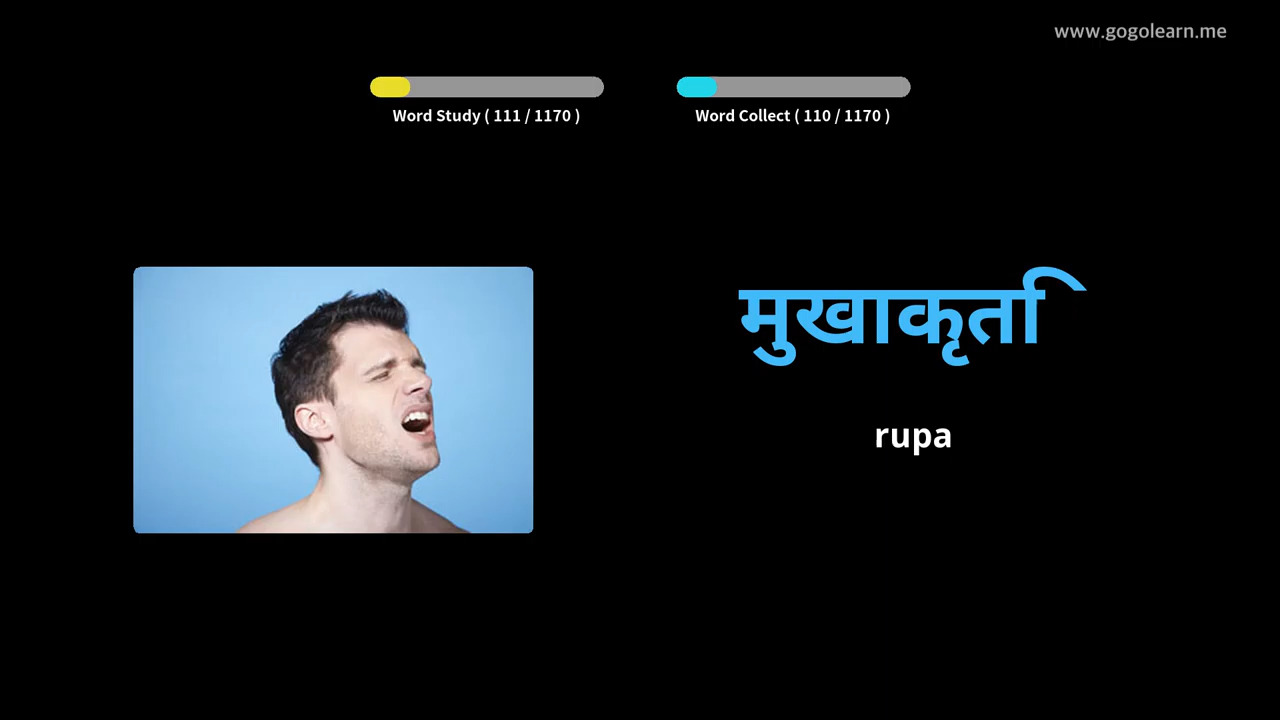 www.gogolearn.me
Word Study ( 111 / 1170 )
Word Collect ( 110 / 1170 )
मुखाकृति
rupa